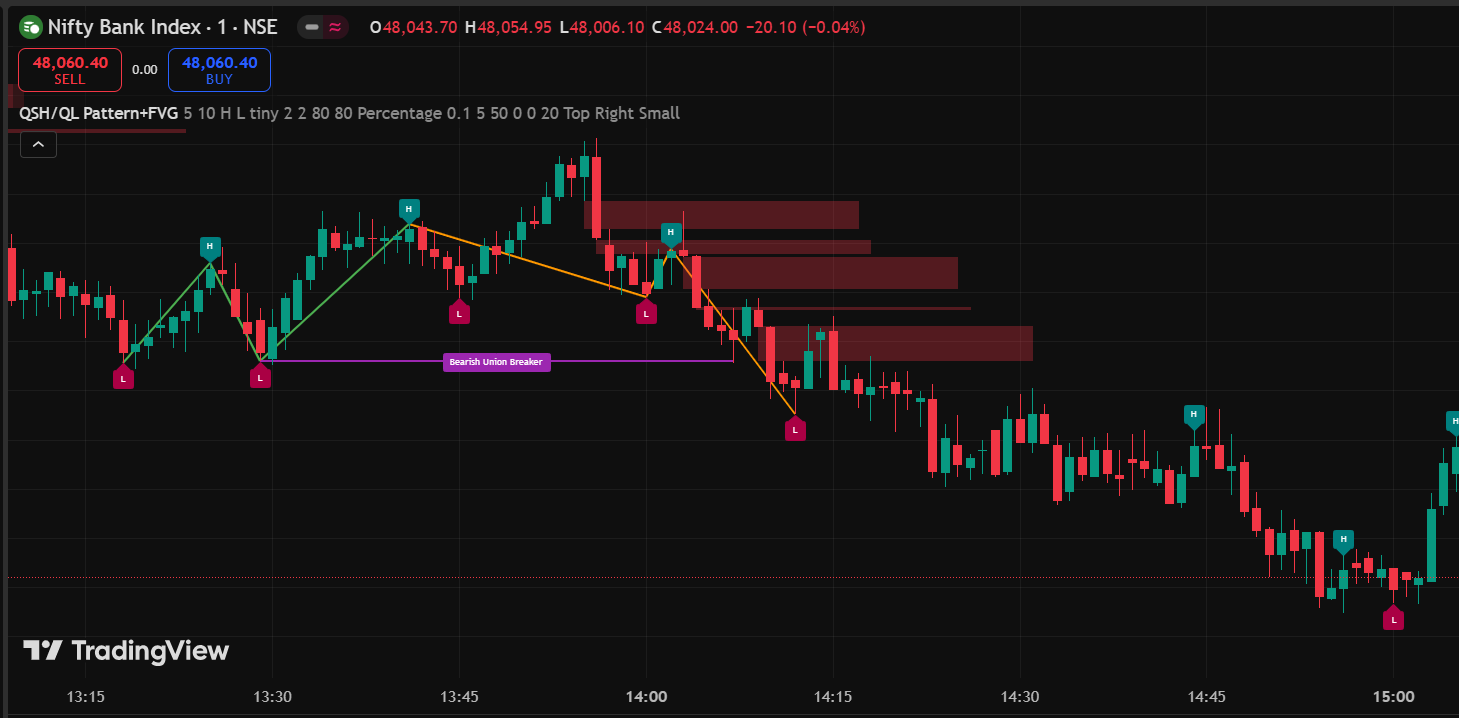 Nifty Bank Index · 1 · NSE O48,043.70 H48,054.95 L48,006.10 C48,024.00 −20.10 (−0.04%)
48,060.40 SELL 0.00 48,060.40 BUY
QSH/QL Pattern+FVG 5 10 H L tiny 2 2 80 80 Percentage 0.1 5 50 0 0 20 Top Right Small
H
H
H
L
L
Bearish Union Breaker
L
L
H
H
L
H
L
TradingView
13:15 13:30 13:45 14:00 14:15 14:30 14:45 15:00